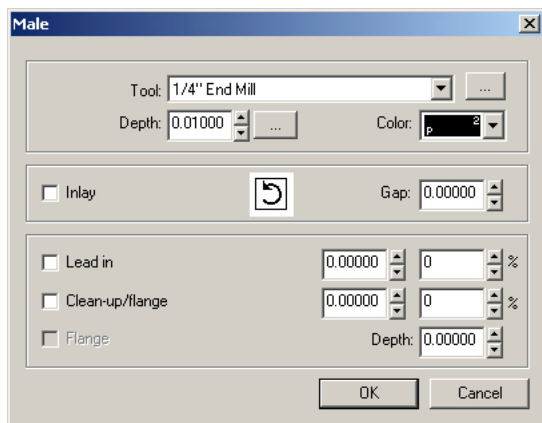 Male
Tool: 1/4" End Mill ...
Depth: 0.01000 ... Color: P 2
Inlay Gap: 0.00000
Lead in 0.00000 0 %
Clean-up/flange 0.00000 0 %
Flange Depth: 0.00000
OK Cancel